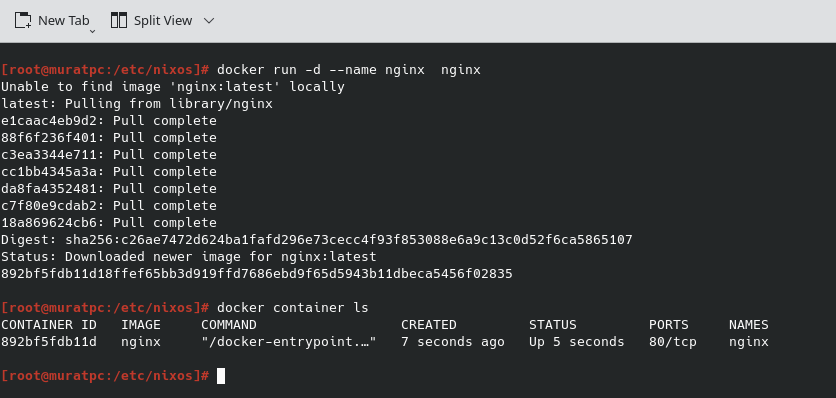 New Tab Split View
[root@muratpc:/etc/nixos]# docker run -d --name nginx  nginx
Unable to find image 'nginx:latest' locally
latest: Pulling from library/nginx
e1caac4eb9d2: Pull complete
88f6f236f401: Pull complete
c3ea3344e711: Pull complete
cc1bb4345a3a: Pull complete
da8fa4352481: Pull complete
c7f80e9cdab2: Pull complete
18a869624cb6: Pull complete
Digest: sha256:c26ae7472d624ba1fafd296e73cecc4f93f853088e6a9c13c0d52f6ca5865107
Status: Downloaded newer image for nginx:latest
892bf5fdb11d18ffef65bb3d919ffd7686ebd9f65d5943b11dbeca5456f02835
[root@muratpc:/etc/nixos]# docker container ls
CONTAINER ID   IMAGE     COMMAND                  CREATED         STATUS         PORTS     NAMES
892bf5fdb11d   nginx     "/docker-entrypoint.…"   7 seconds ago   Up 5 seconds   80/tcp    nginx
[root@muratpc:/etc/nixos]#